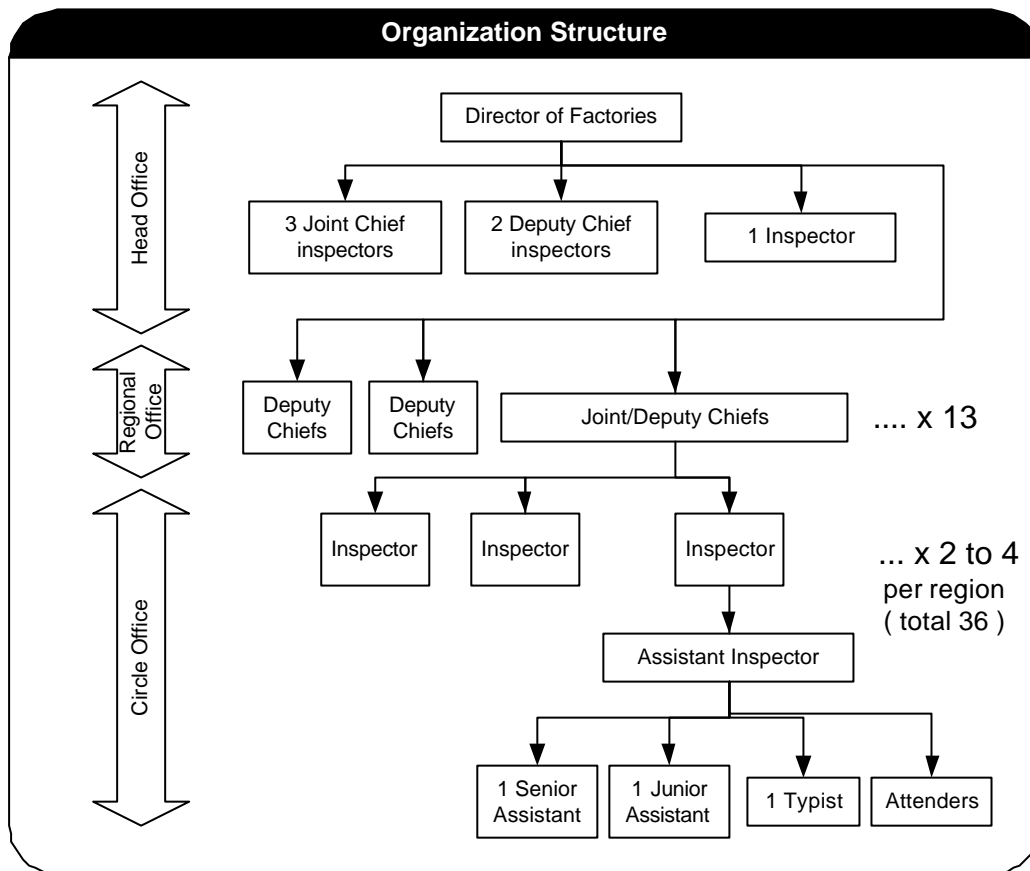 Organization Structure
Head Office
Director of Factories
3 Joint Chief
inspectors
2 Deputy Chief
inspectors
1 Inspector
Regional
Office
Deputy
Chiefs
Deputy
Chiefs
Joint/Deputy Chiefs
.... x 13
Circle Office
Inspector
Inspector
Inspector
... x 2 to 4
per region
( total 36 )
Assistant Inspector
1 Senior
Assistant
1 Junior
Assistant
1 Typist
Attenders